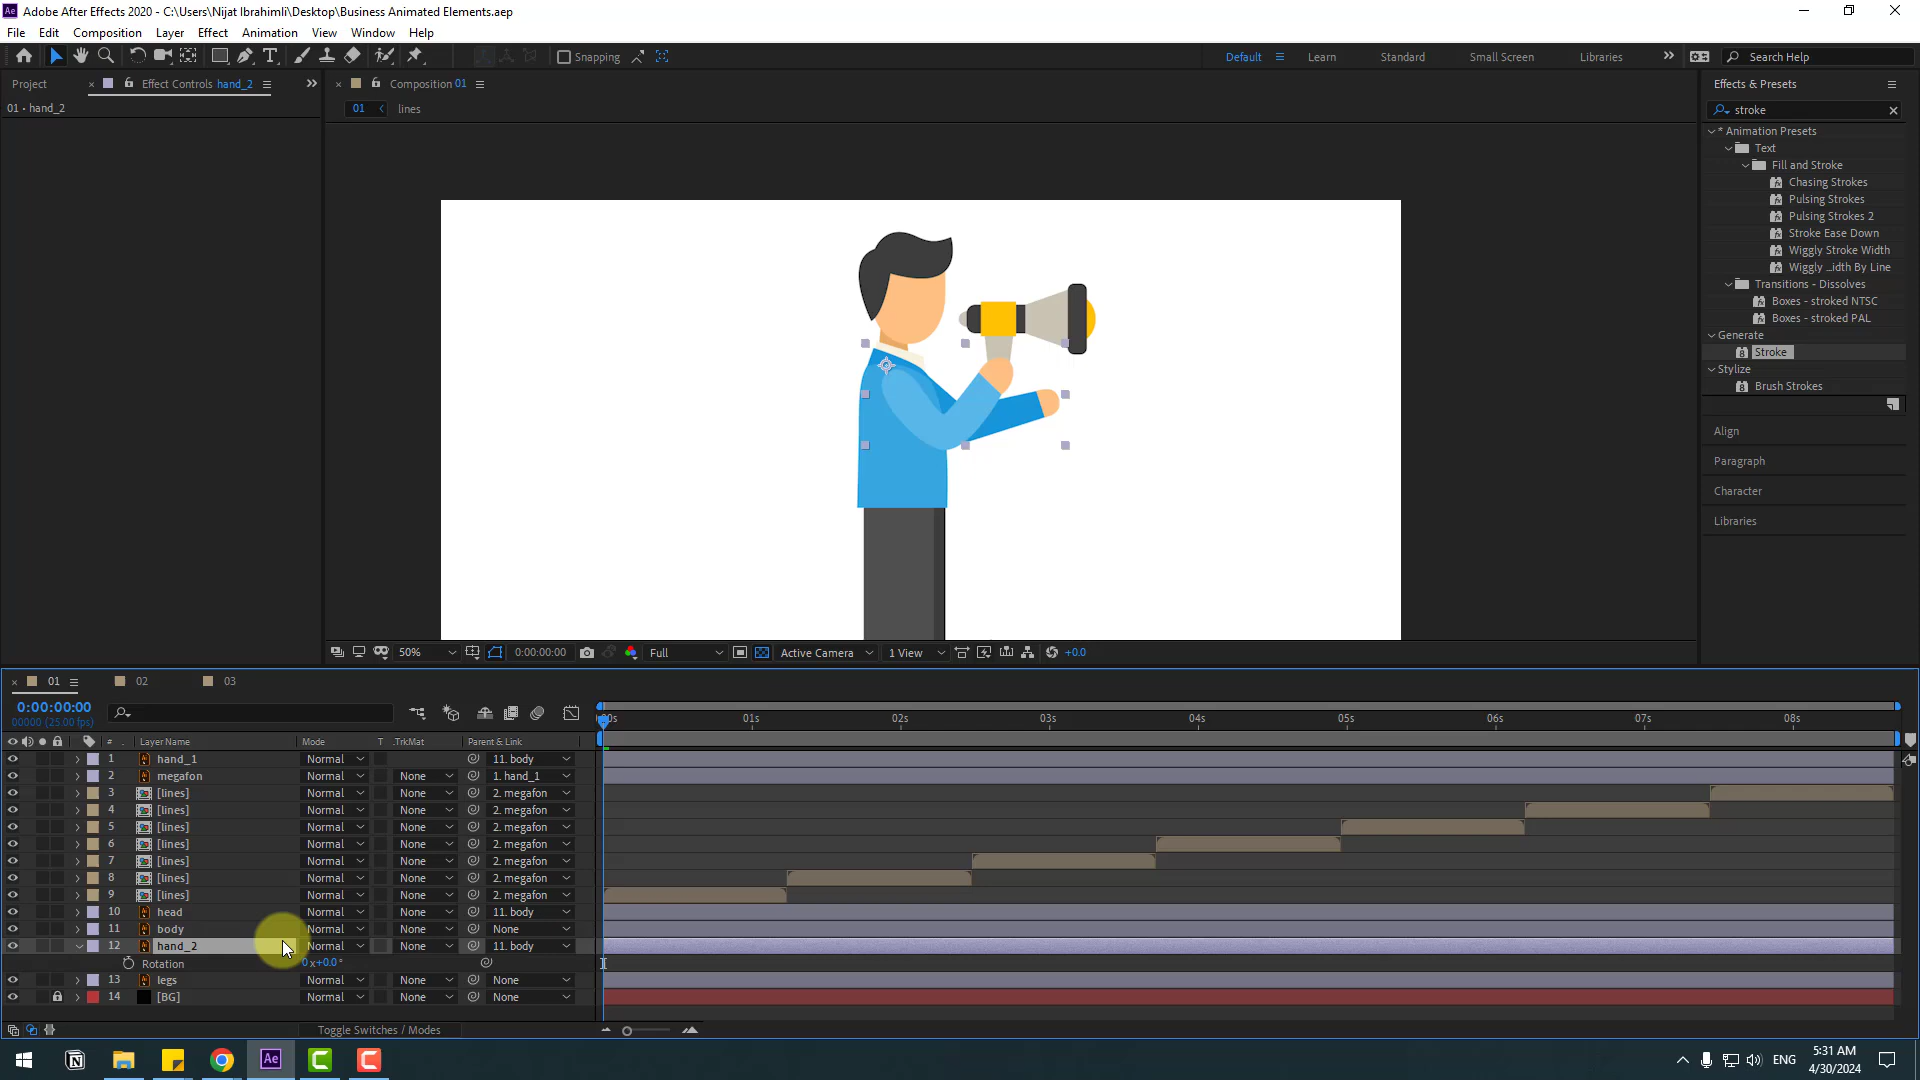 Adobe After Effects 2020 - C:\Users\Nijat Ibrahimli\Desktop\Business Animated Elements.aep
File Edit Composition Layer Effect Animation View Window Help
Snapping Default Learn Standard Small Screen Libraries Search Help
Project Effect Controls hand_2 Composition 01 Effects & Presets
01 • hand_2 01 lines stroke
* Animation Presets
Text
Fill and Stroke
Chasing Strokes
Pulsing Strokes
Pulsing Strokes 2
Stroke Ease Down
Wiggly Stroke Width
Wiggly ...idth By Line
Transitions - Dissolves
Boxes - stroked NTSC
Boxes - stroked PAL
Generate
Stroke
Stylize
Brush Strokes
Align
Paragraph
Character
Libraries
50% 0:00:00:00 Full Active Camera 1 View +0.0
01 02 03
0:00:00:00
00000 (25.00 fps)
00s 01s 02s 03s 04s 05s 06s 07s 08s
# Layer Name Mode T .TrkMat Parent & Link
1 hand_1 Normal 11. body
2 megafon Normal None 1. hand_1
3 [lines] Normal None 2. megafon
4 [lines] Normal None 2. megafon
5 [lines] Normal None 2. megafon
6 [lines] Normal None 2. megafon
7 [lines] Normal None 2. megafon
8 [lines] Normal None 2. megafon
9 [lines] Normal None 2. megafon
10 head Normal None 11. body
11 body Normal None None
12 hand_2 Normal None 11. body
Rotation 0x+0.0°
13 legs Normal None None
14 [BG] Normal None None
Toggle Switches / Modes
Ae ENG 5:31 AM
4/30/2024